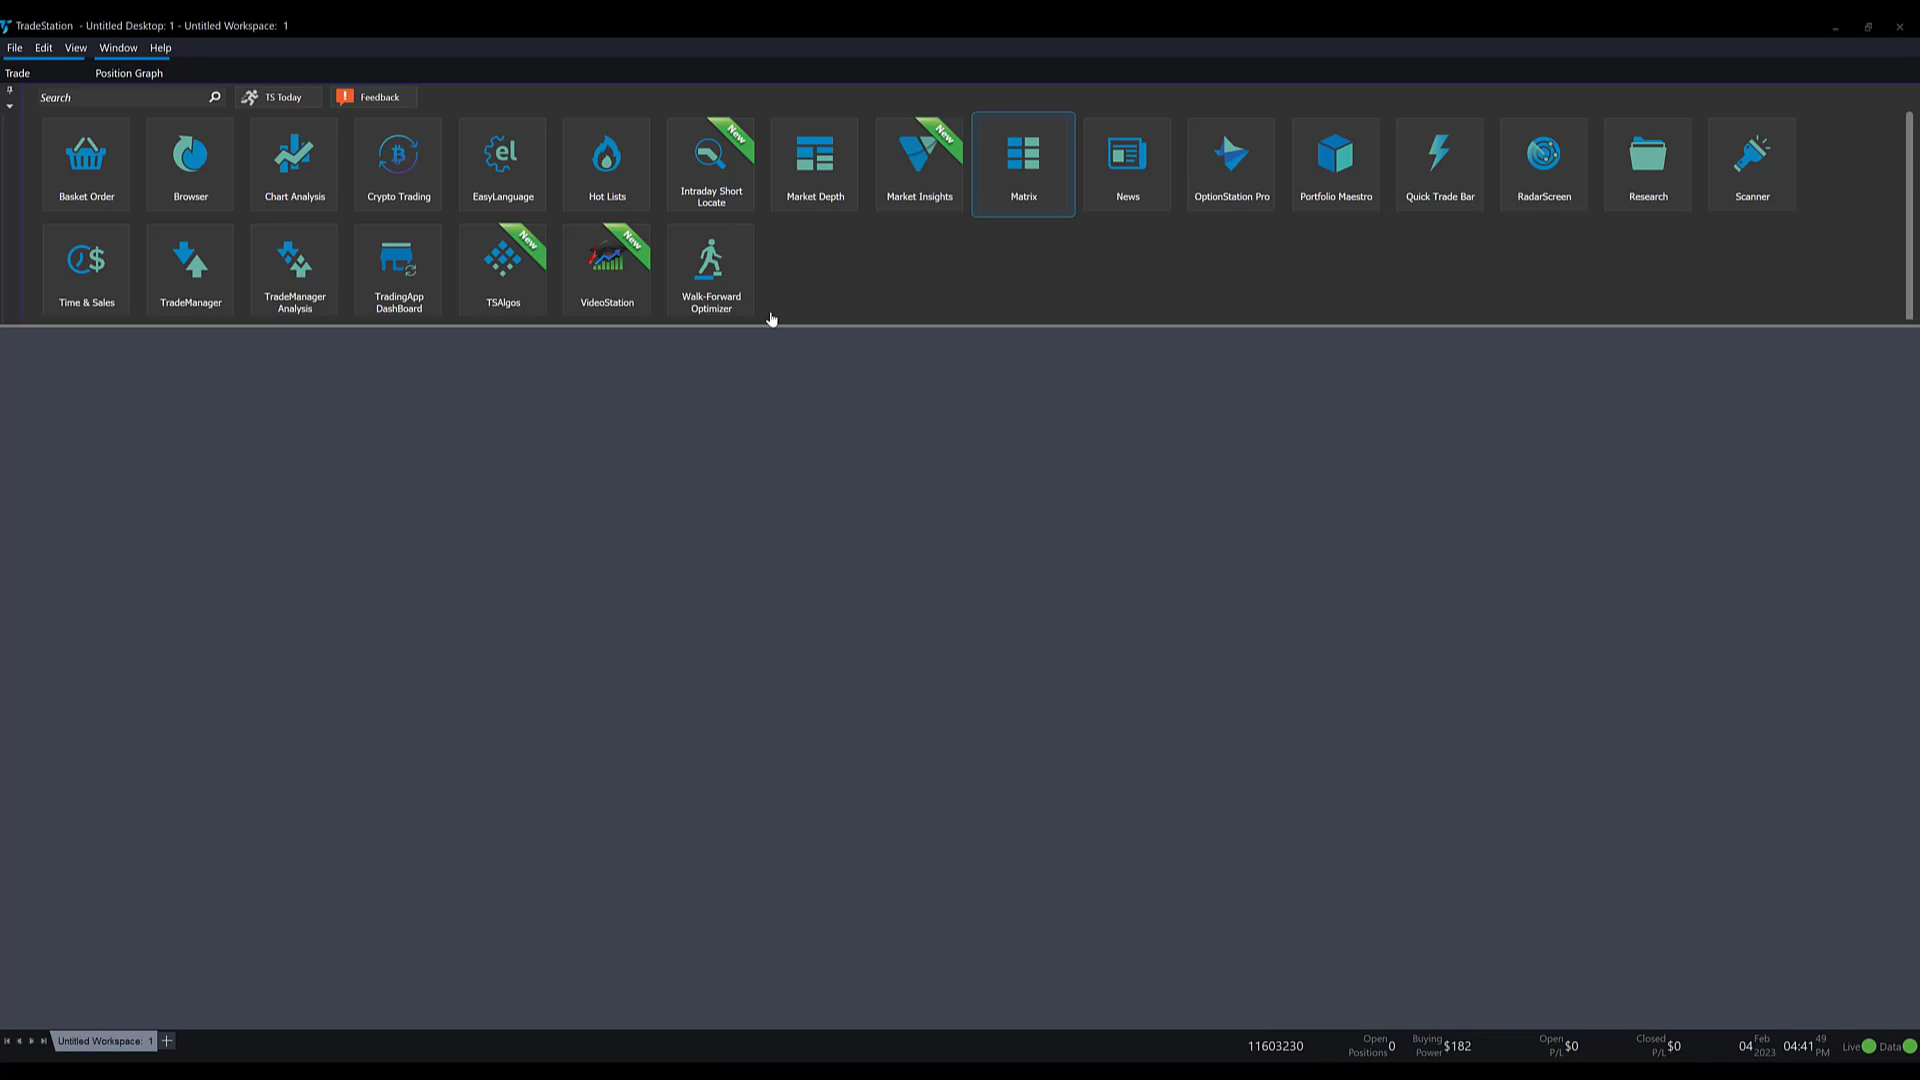 TradeStation - Untitled Desktop: 1 - Untitled Workspace: 1
File Edit View Window Help
Trade Position Graph
Search TS Today Feedback
New New
Basket Order Browser Chart Analysis Crypto Trading EasyLanguage Hot Lists Intraday Short Locate Market Depth Market Insights Matrix News OptionStation Pro Portfolio Maestro Quick Trade Bar RadarScreen Research Scanner
New New
Time & Sales TradeManager TradeManager Analysis TradingApp DashBoard TSAlgos VideoStation Walk-Forward Optimizer
Untitled Workspace: 1 11603230 Open Positions 0 Buying Power $182 Open P/L $0 Closed P/L $0 04 Feb 2023 04:41 49 PM Live Data